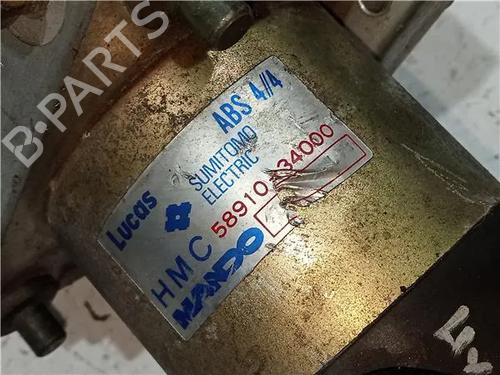 B-PARTS
Lucas
ABS 4//4
SUMITOMO
ELECTRIC
HMC 58910-34000
MANDO